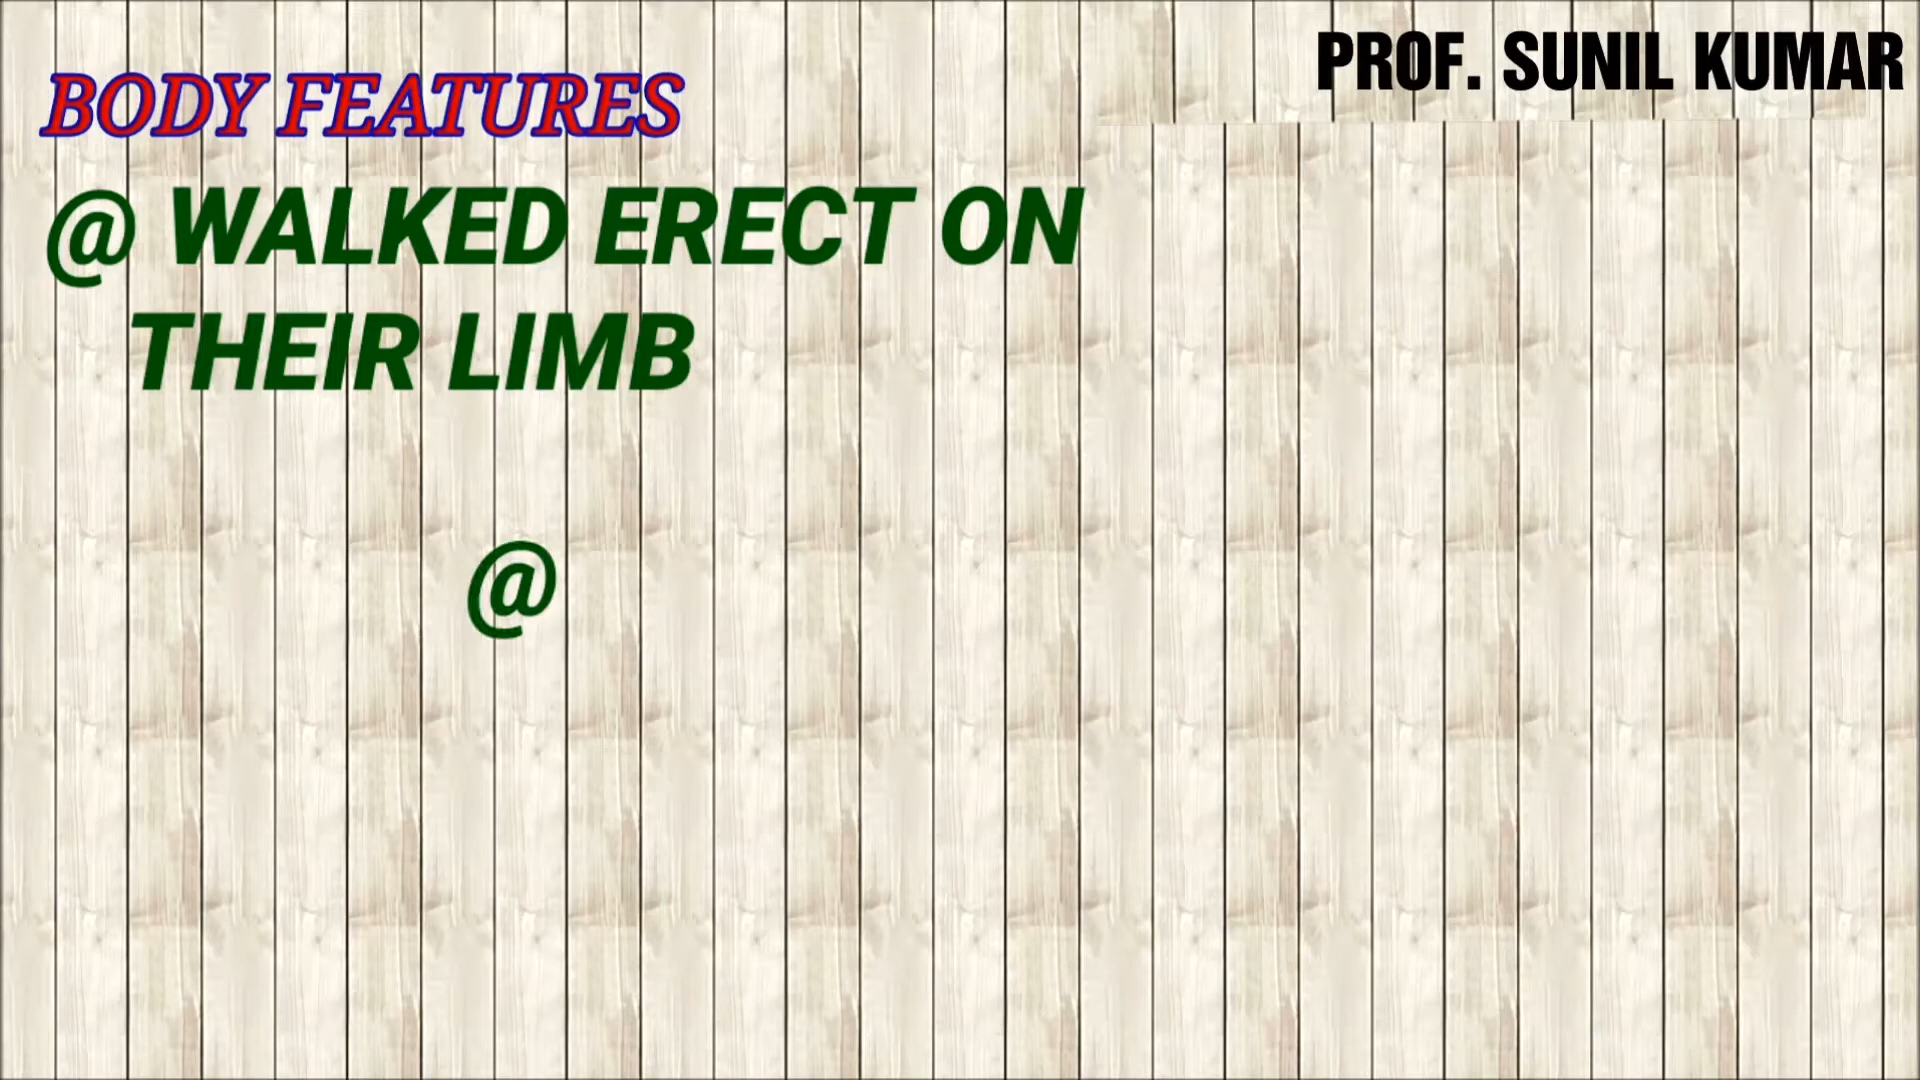 PROF. SUNIL KUMAR
BODY FEATURES
@ WALKED ERECT ON
THEIR LIMB
@